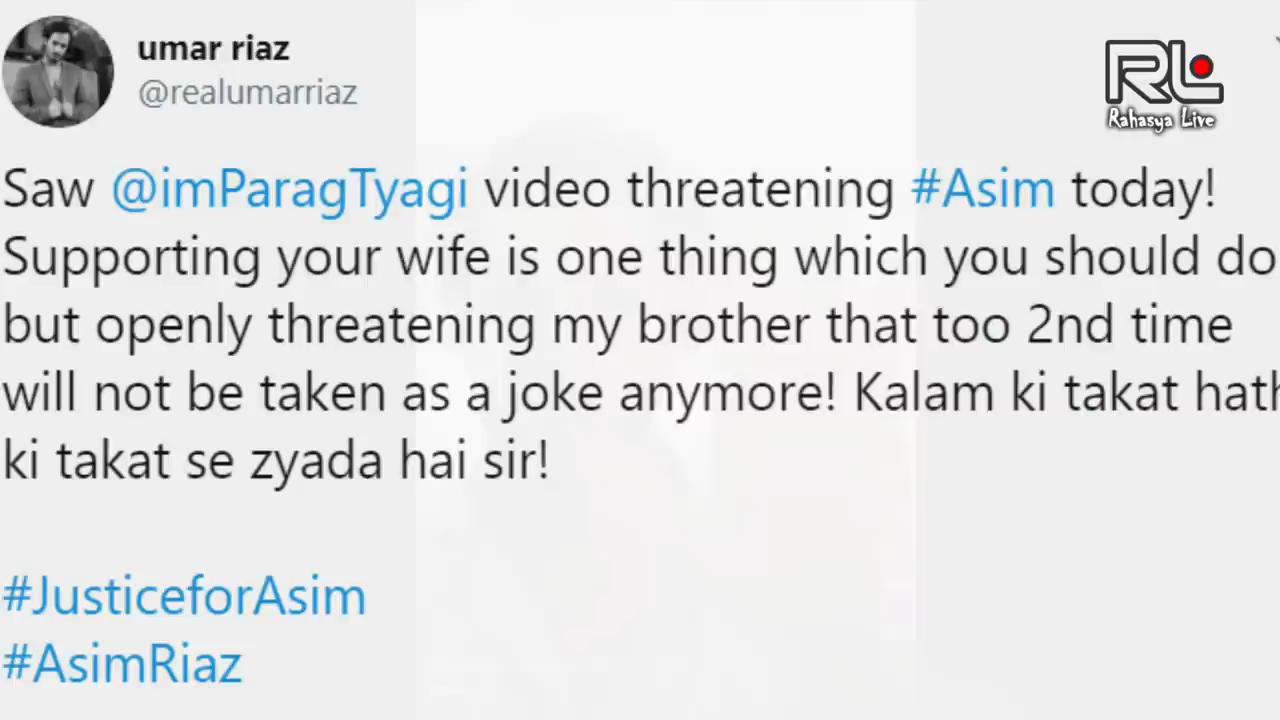 umar riaz
@realumarriaz
RL
Rahasya Live
Saw @imParagTyagi video threatening #Asim today!
Supporting your wife is one thing which you should do
but openly threatening my brother that too 2nd time
will not be taken as a joke anymore! Kalam ki takat hath
ki takat se zyada hai sir!
#JusticeforAsim
#AsimRiaz